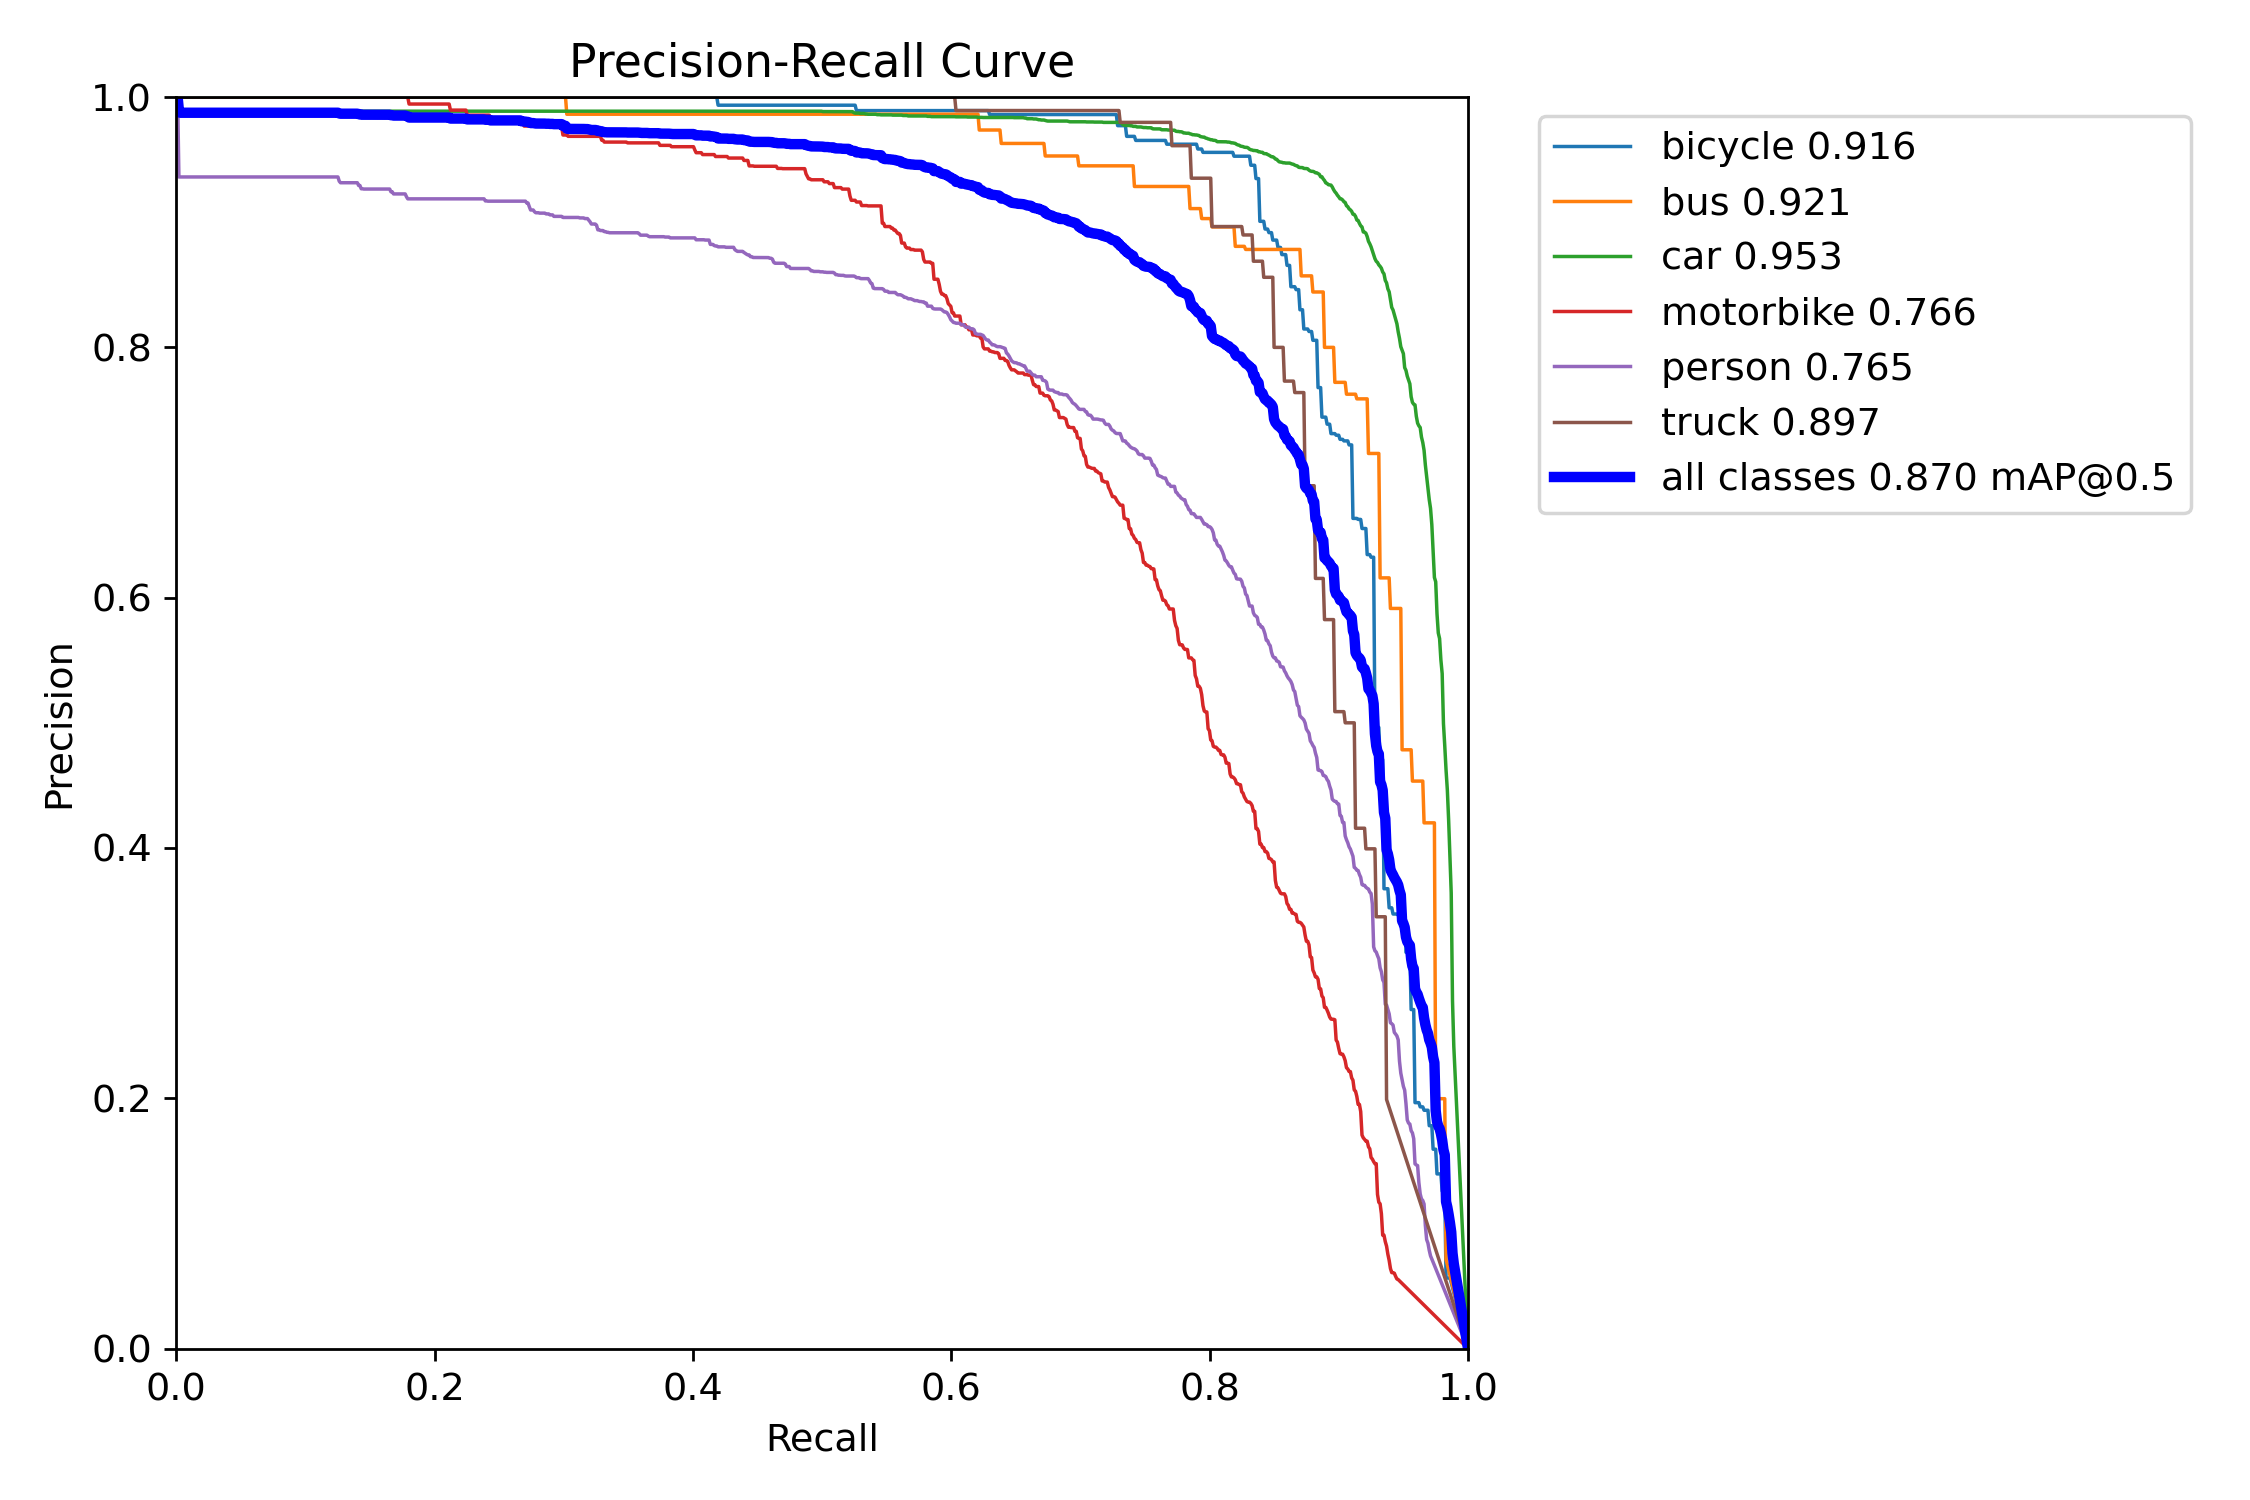 Precision-Recall Curve
1.0
0.8
0.6
0.4
0.2
0.0
Precision
0.0 0.2 0.4 0.6 0.8 1.0
Recall
bicycle 0.916
bus 0.921
car 0.953
motorbike 0.766
person 0.765
truck 0.897
all classes 0.870 mAP@0.5